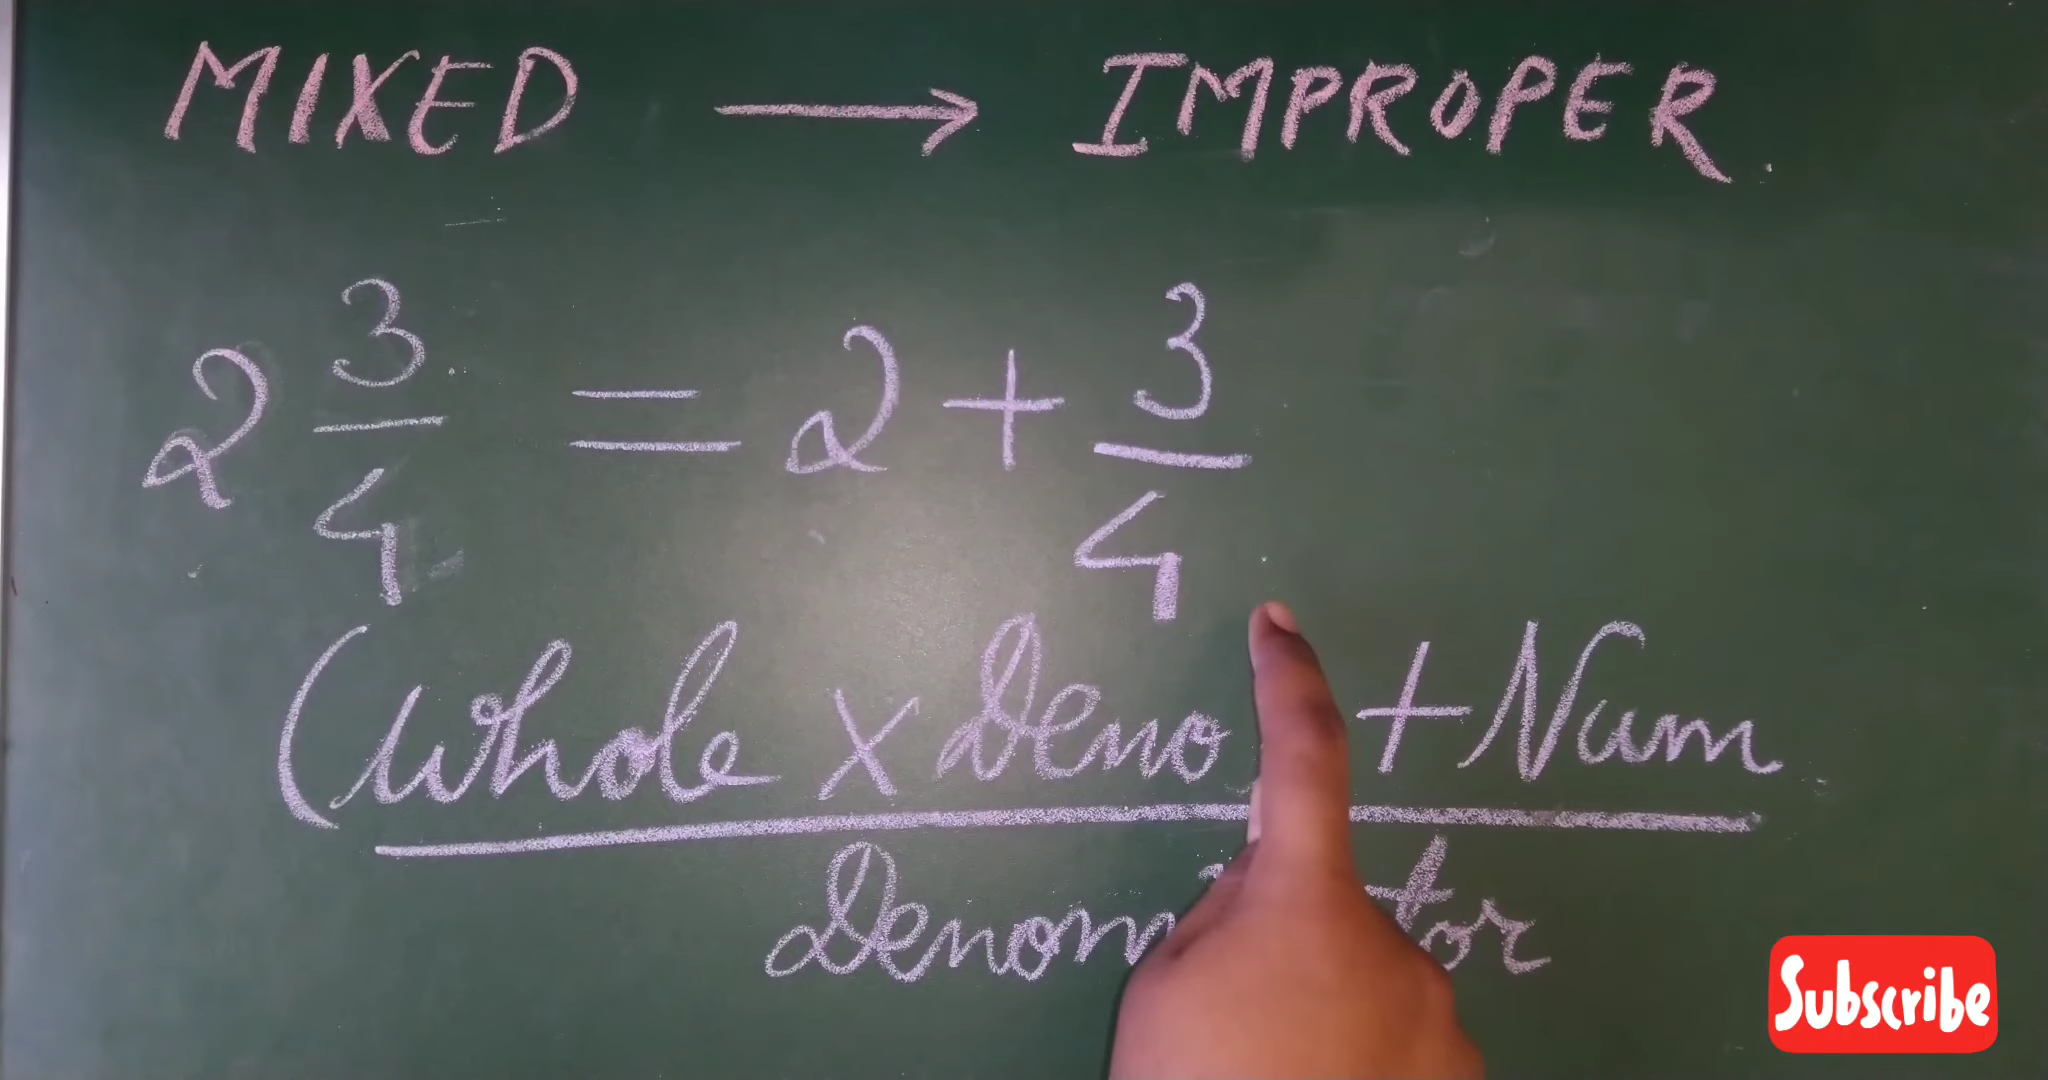 MIXED → IMPROPER.
2 3/4 = 2 + 3/4
(Whole × Deno + Num
Subscribe